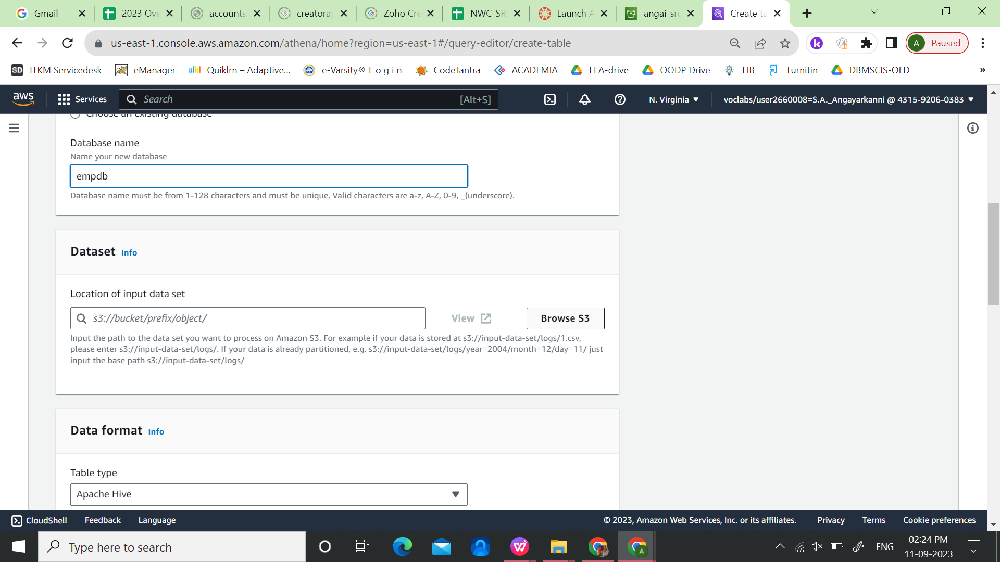 Gmail
2023 Ove
accounts
creatorap
Zoho Cre
NWC-SR
Launch A
angai-src
Create ta
us-east-1.console.aws.amazon.com/athena/home?region=us-east-1#/query-editor/create-table
A Paused
SD ITKM Servicedesk
eManager
uikl Quiklrn – Adaptive...
e-Varsity® L o g i n
CodeTantra
ACADEMIA
FLA-drive
OODP Drive
LIB
Turnitin
DBMSCIS-OLD
»
aws
Services
Search [Alt+S]
N. Virginia
voclabs/user2660008=S.A._Angayarkanni @ 4315-9206-0383
Choose an existing database
Database name
Name your new database
empdb
Database name must be from 1-128 characters and must be unique. Valid characters are a-z, A-Z, 0-9, _(underscore).
Dataset Info
Location of input data set
s3://bucket/prefix/object/
View
Browse S3
Input the path to the data set you want to process on Amazon S3. For example if your data is stored at s3://input-data-set/logs/1.csv,
please enter s3://input-data-set/logs/. If your data is already partitioned, e.g. s3://input-data-set/logs/year=2004/month=12/day=11/ just
input the base path s3://input-data-set/logs/
Data format Info
Table type
Apache Hive
CloudShell
Feedback
Language
© 2023, Amazon Web Services, Inc. or its affiliates.
Privacy
Terms
Cookie preferences
Type here to search
ENG
02:24 PM
11-09-2023